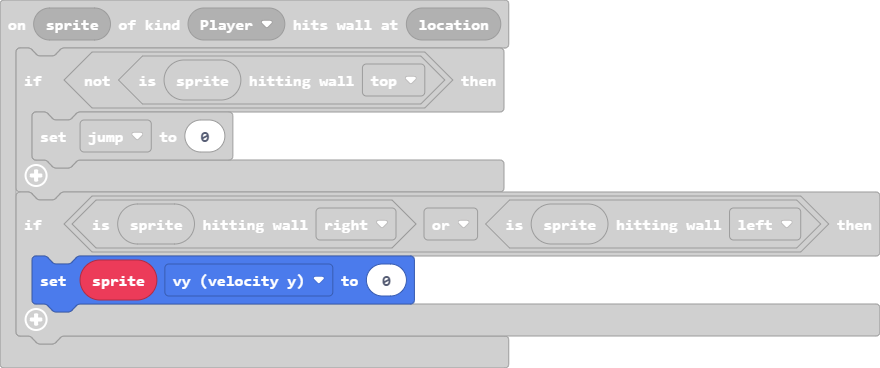 on sprite of kind Player hits wall at location
if not is sprite hitting wall top then
set jump to 0
if is sprite hitting wall right or is sprite hitting wall left then
set sprite vy (velocity y) to 0